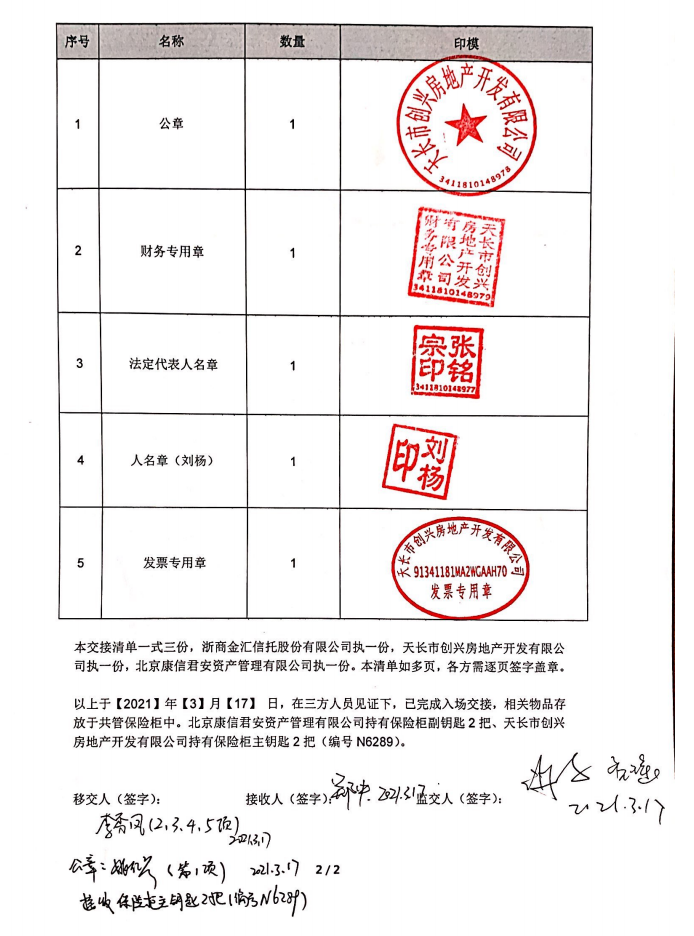 序号 名称 数量 印模
1 公章 1
天长市创兴房地产开发有限公司
3411810148978
2 财务专用章 1
天长市创兴
房地产开发
有限公司
财务专用章
3411810148979
3 法定代表人名章 1
张铭
宗印
3411810148977
4 人名章（刘杨） 1
刘杨
印
5 发票专用章 1
天长市创兴房地产开发有限公司
91341181MA2WGAAH70
发票专用章
本交接清单一式三份，浙商金汇信托股份有限公司执一份，天长市创兴房地产开发有限公
司执一份，北京康信君安资产管理有限公司执一份。本清单如多页，各方需逐页签字盖章。
以上于【2021】年【3】月【17】 日，在三方人员见证下，已完成入场交接，相关物品存
放于共管保险柜中。北京康信君安资产管理有限公司持有保险柜副钥匙 2 把、天长市创兴
房地产开发有限公司持有保险柜主钥匙 2 把（编号 N6289）。
移交人（签字）： 接收人（签字）： 2021.3.17 监交人（签字）：
2021.3.17
李香凤(2,3,4,5项)
2021.3.17
公章： （第1项） 2021.3.17 2/2
接收保险柜主钥匙2把(编号N6289)